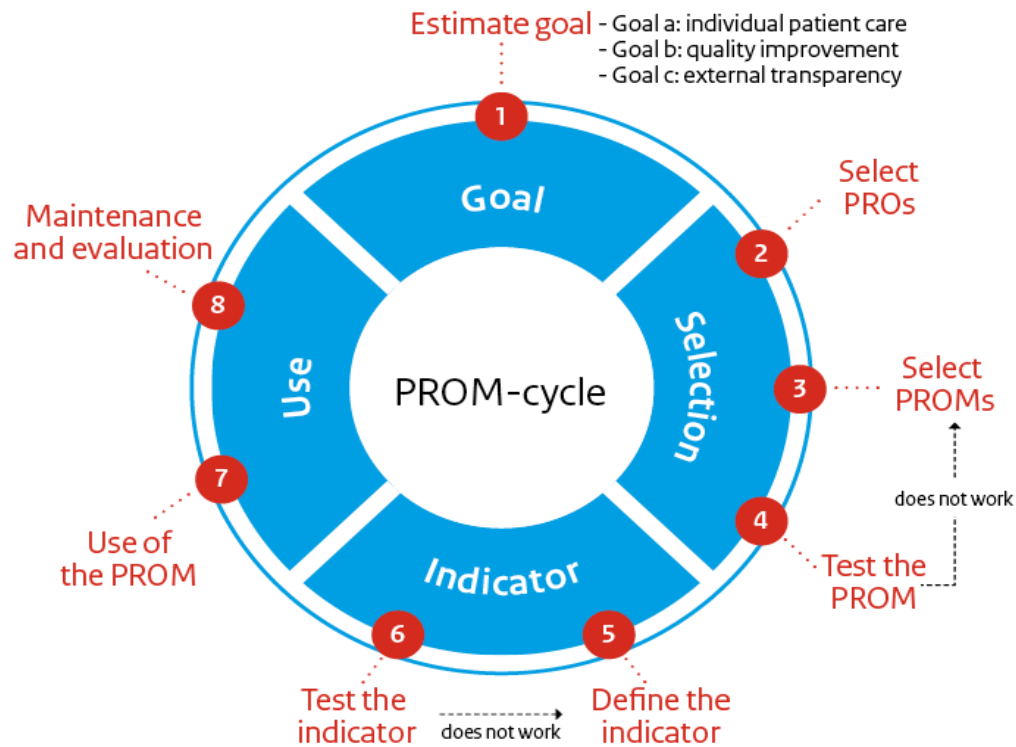 Estimate goal
- Goal a: individual patient care
- Goal b: quality improvement
- Goal c: external transparency
1
Goal
Select
PROs
2
Selection
3
Select
PROMs
does not work
4
Test the
PROM
Indicator
5
Define the
indicator
does not work
6
Test the
indicator
Use
7
Use of
the PROM
8
Maintenance
and evaluation
PROM-cycle